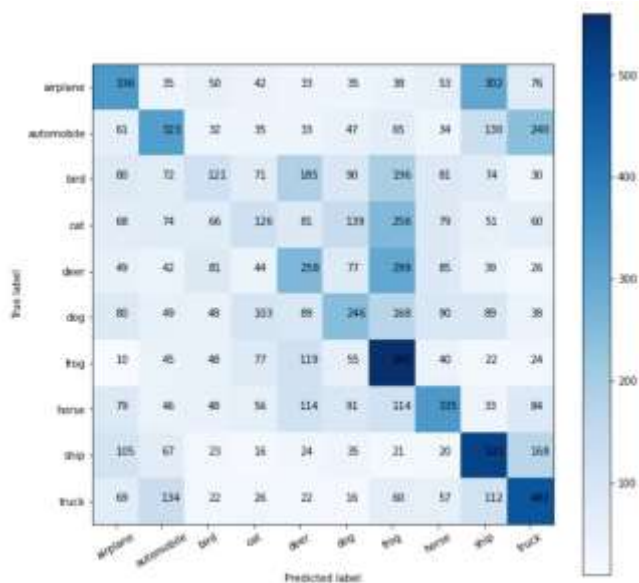 500
airplane 336 35 50 42 33 35 38 53 302 76
automobile 61 323 32 35 33 47 65 34 130 240
400
bird 80 72 121 71 185 90 196 81 74 30
cat 68 74 66 126 81 139 256 79 51 60
300
True label
deer 49 42 81 44 258 77 299 85 39 26
dog 80 49 48 103 89 246 168 90 89 38
200
frog 10 45 48 77 119 55 40 22 24
horse 79 46 48 56 114 91 114 335 33 84
ship 105 67 23 16 24 35 21 20 168
100
truck 69 134 22 26 22 16 60 57 112
airplane automobile bird cat deer dog frog horse ship truck
Predicted label